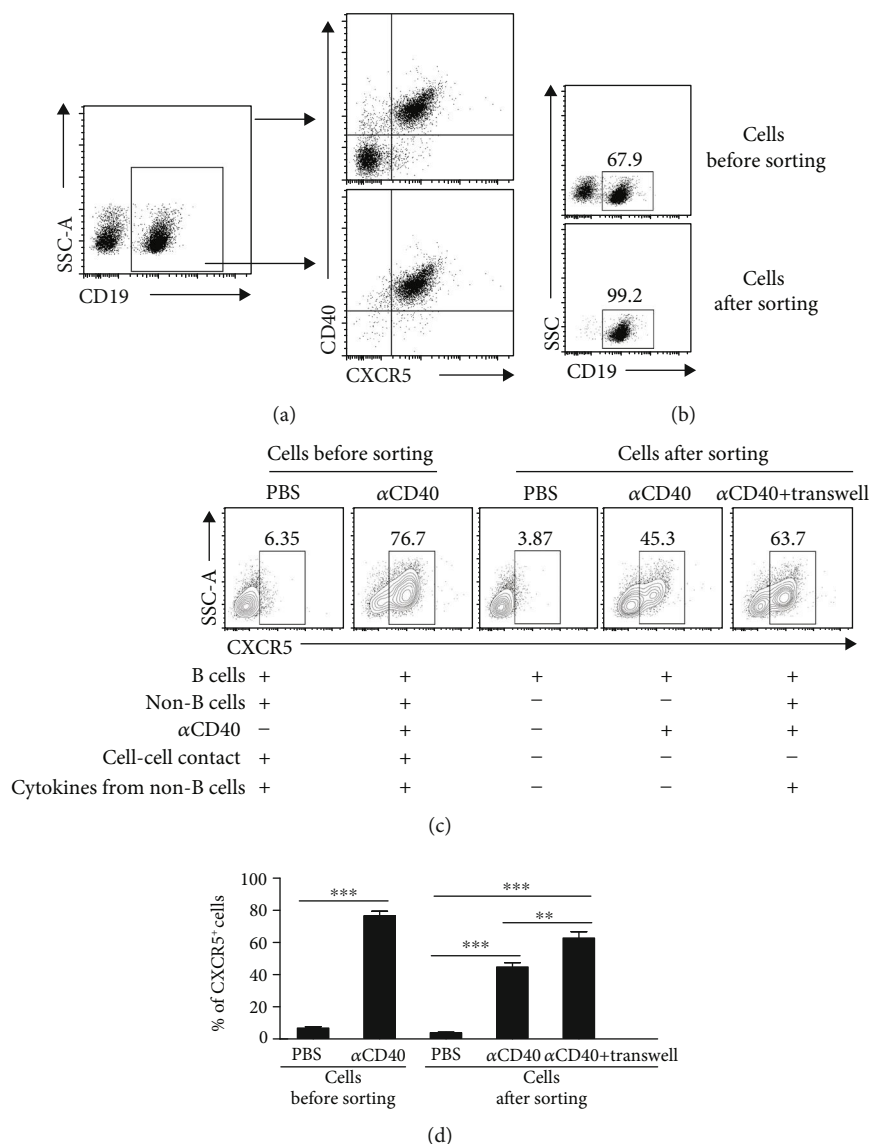 SSC-A
CD19
CD40
CXCR5
(a)
67.9
Cells
before sorting
99.2
Cells
after sorting
SSC
CD19
(b)
Cells before sorting
Cells after sorting
PBS
αCD40
PBS
αCD40
αCD40+transwell
6.35
76.7
3.87
45.3
63.7
SSC-A
CXCR5
B cells + + + + +
Non-B cells + + − − +
αCD40 − + − + +
Cell-cell contact + + − − −
Cytokines from non-B cells + + − − +
(c)
% of CXCR5⁺ cells
100
80
60
40
20
0
***
***
***
**
PBS
αCD40
PBS
αCD40
αCD40+transwell
Cells
before sorting
Cells
after sorting
(d)